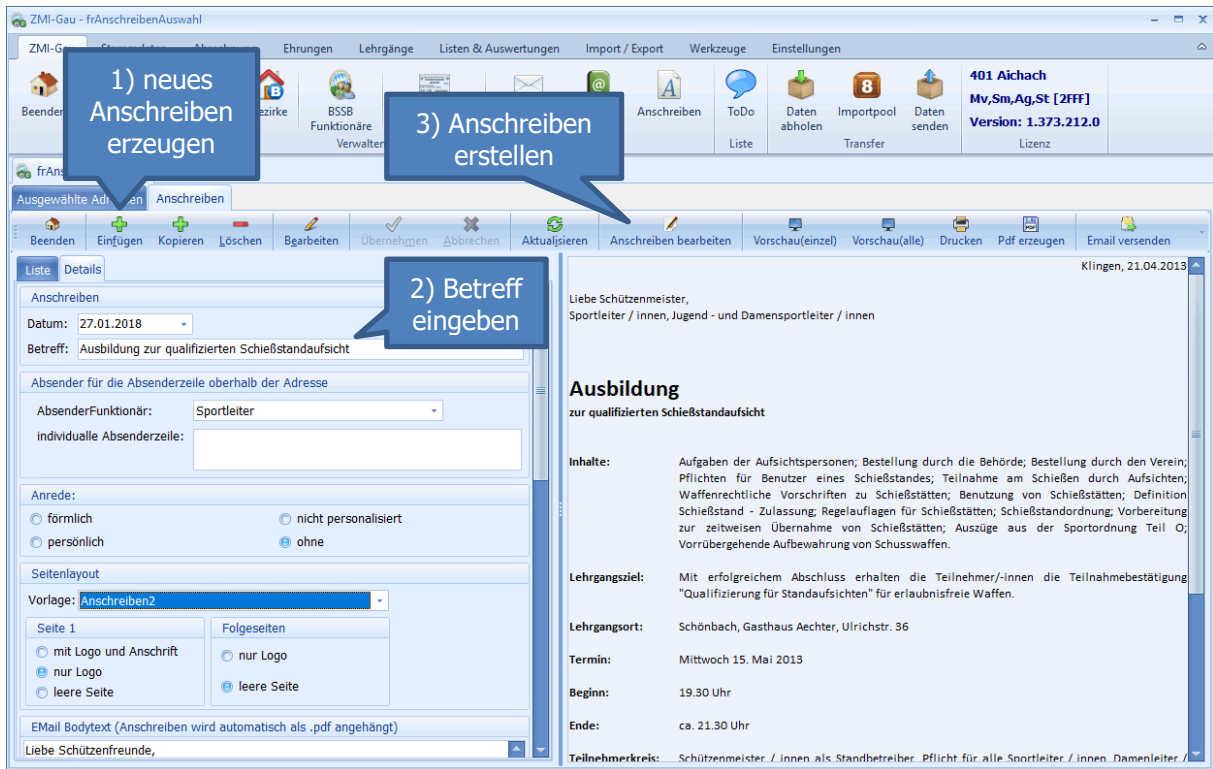 ZMI-Gau - frAnschreibenAuswahl
ZMI-Gau
Ehrungen
Lehrgänge
Listen & Auswertungen
Import / Export
Werkzeuge
Einstellungen
1) neues
Anschreiben
erzeugen
3) Anschreiben
erstellen
Beenden
BSSB
Funktionäre
Anschreiben
ToDo
Daten
abholen
Importpool
Daten
senden
401 Aichach
Mv,Sm,Ag,St [2FFF]
Version: 1.373.212.0
Liste
Transfer
Lizenz
Anschreiben
Beenden
Einfügen
Kopieren
Löschen
Bearbeiten
Übernehmen
Abbrechen
Aktualisieren
Anschreiben bearbeiten
Vorschau(einzel)
Vorschau(alle)
Drucken
Pdf erzeugen
Email versenden
Liste
Details
2) Betreff
eingeben
Anschreiben
Datum: 27.01.2018
Betreff: Ausbildung zur qualifizierten Schießstandaufsicht
Absender für die Absenderzeile oberhalb der Adresse
AbsenderFunktionär: Sportleiter
individualle Absenderzeile:
Anrede:
förmlich
nicht personalisiert
persönlich
ohne
Seitenlayout
Vorlage: Anschreiben2
Seite 1
mit Logo und Anschrift
nur Logo
leere Seite
Folgeseiten
nur Logo
leere Seite
EMail Bodytext (Anschreiben wird automatisch als .pdf angehängt)
Liebe Schützenfreunde,
Klingen, 21.04.2013
Liebe Schützenmeister,
Sportleiter / innen, Jugend - und Damensportleiter / innen
Ausbildung
zur qualifizierten Schießstandaufsicht
Inhalte: Aufgaben der Aufsichtspersonen; Bestellung durch die Behörde; Bestellung durch den Verein;
Pflichten für Benutzer eines Schießstandes; Teilnahme am Schießen durch Aufsichten;
Waffenrechtliche Vorschriften zu Schießstätten; Benutzung von Schießstätten; Definition
Schießstand - Zulassung; Regelauflagen für Schießstätten; Schießstandordnung; Vorbereitung
zur zeitweisen Übernahme von Schießstätten; Auszüge aus der Sportordnung Teil O;
Vorrübergehende Aufbewahrung von Schusswaffen.
Lehrgangsziel: Mit erfolgreichem Abschluss erhalten die Teilnehmer/-innen die Teilnahmebestätigung
"Qualifizierung für Standaufsichten" für erlaubnisfreie Waffen.
Lehrgangsort: Schönbach, Gasthaus Aechter, Ulrichstr. 36
Termin: Mittwoch 15. Mai 2013
Beginn: 19.30 Uhr
Ende: ca. 21.30 Uhr
Teilnehmerkreis: Schützenmeister / innen als Standbetreiber, Pflicht für alle Sportleiter / innen, Damenleiter /